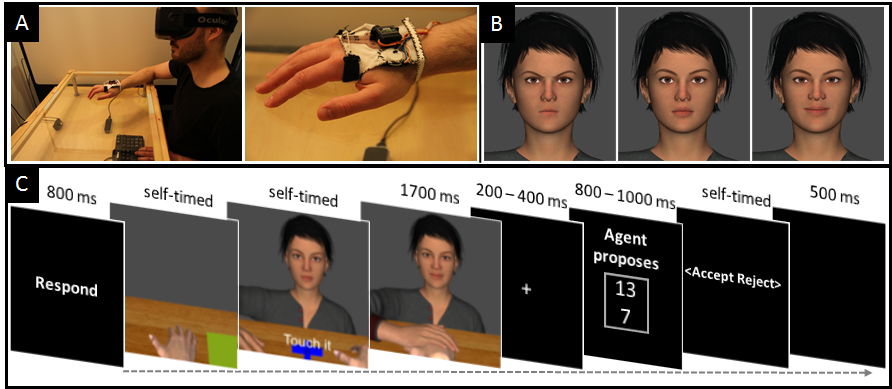 A
Oculus
B
C
800 ms
self-timed
self-timed
1700 ms
200 – 400 ms
800 – 1000 ms
self-timed
500 ms
Respond
Touch it
+
Agent
proposes
13
7
<Accept Reject>